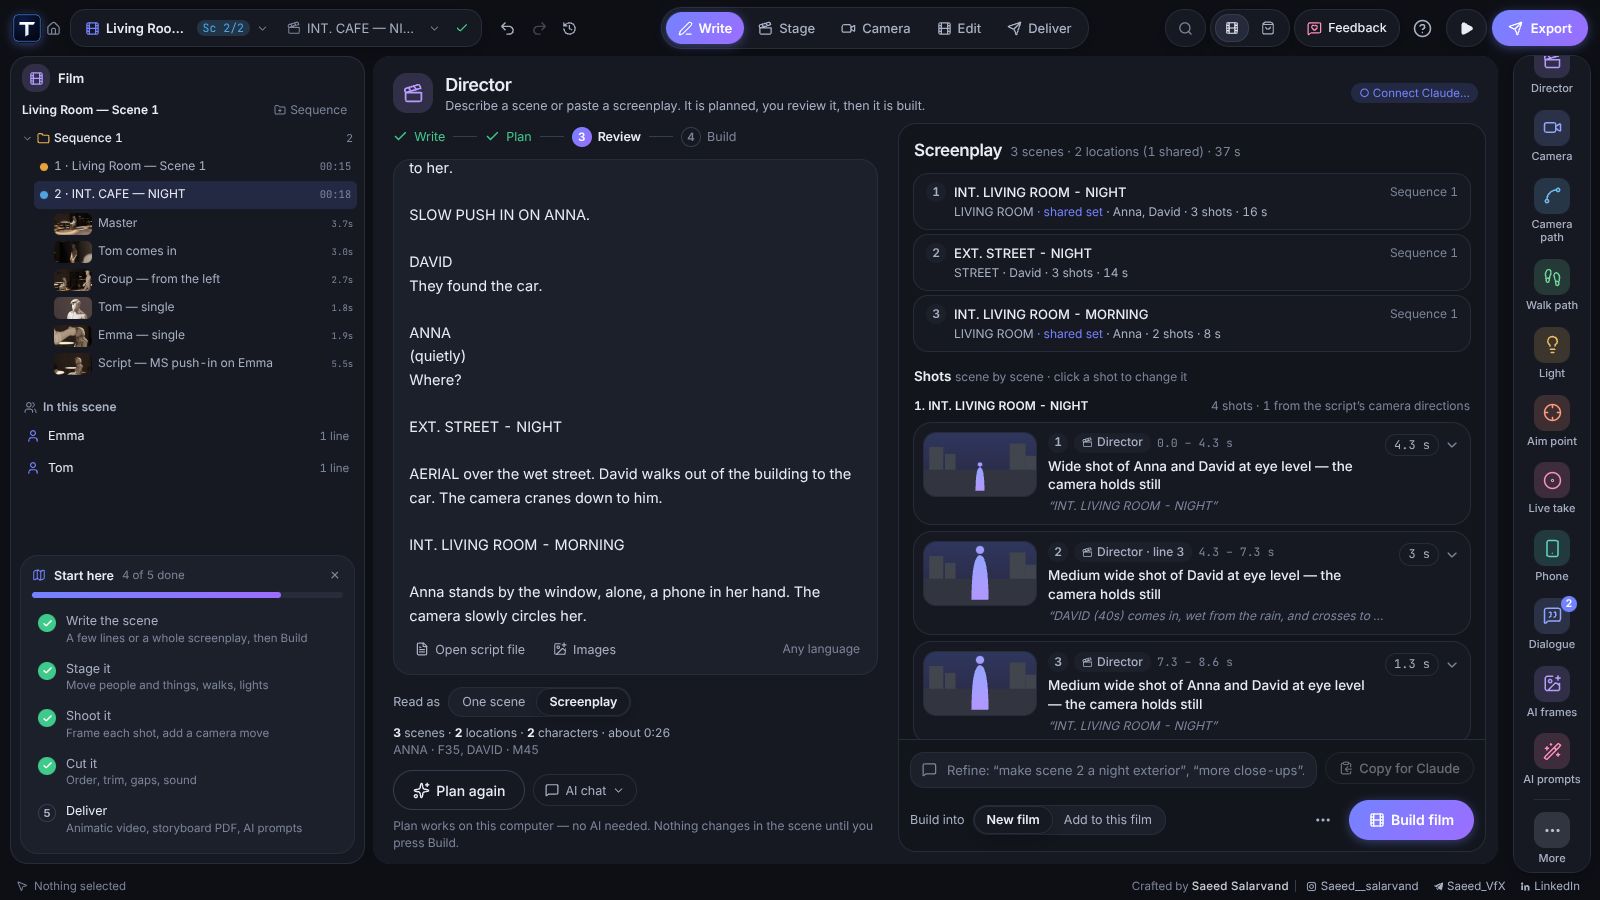 T
Living Roo... Sc 2/2
INT. CAFE — NI...
Write
Stage
Camera
Edit
Deliver
Feedback
Export
Film
Living Room — Scene 1
Sequence
Sequence 1 2
1 · Living Room — Scene 1 00:15
2 · INT. CAFE — NIGHT 00:18
Master 3.7s
Tom comes in 3.0s
Group — from the left 2.7s
Tom — single 1.8s
Emma — single 1.9s
Script — MS push-in on Emma 5.5s
In this scene
Emma 1 line
Tom 1 line
Start here 4 of 5 done
Write the scene
A few lines or a whole screenplay, then Build
Stage it
Move people and things, walks, lights
Shoot it
Frame each shot, add a camera move
Cut it
Order, trim, gaps, sound
5 Deliver
Animatic video, storyboard PDF, AI prompts
Director
Describe a scene or paste a screenplay. It is planned, you review it, then it is built.
Connect Claude...
Write
Plan
3 Review
4 Build
to her.
SLOW PUSH IN ON ANNA.
DAVID
They found the car.
ANNA
(quietly)
Where?
EXT. STREET - NIGHT
AERIAL over the wet street. David walks out of the building to the
car. The camera cranes down to him.
INT. LIVING ROOM - MORNING
Anna stands by the window, alone, a phone in her hand. The
camera slowly circles her.
Open script file
Images
Any language
Read as
One scene
Screenplay
3 scenes · 2 locations · 2 characters · about 0:26
ANNA · F35, DAVID · M45
Plan again
AI chat
Plan works on this computer — no AI needed. Nothing changes in the scene until you
press Build.
Screenplay 3 scenes · 2 locations (1 shared) · 37 s
1 INT. LIVING ROOM - NIGHT Sequence 1
LIVING ROOM · shared set · Anna, David · 3 shots · 16 s
2 EXT. STREET - NIGHT Sequence 1
STREET · David · 3 shots · 14 s
3 INT. LIVING ROOM - MORNING Sequence 1
LIVING ROOM · shared set · Anna · 2 shots · 8 s
Shots scene by scene · click a shot to change it
1. INT. LIVING ROOM - NIGHT 4 shots · 1 from the script's camera directions
1 Director 0.0 – 4.3 s 4.3 s
Wide shot of Anna and David at eye level — the
camera holds still
“INT. LIVING ROOM - NIGHT”
2 Director · line 3 4.3 – 7.3 s 3 s
Medium wide shot of David at eye level — the
camera holds still
“DAVID (40s) comes in, wet from the rain, and crosses to ...
3 Director 7.3 – 8.6 s 1.3 s
Medium wide shot of Anna and David at eye level
— the camera holds still
“INT. LIVING ROOM - NIGHT”
Refine: “make scene 2 a night exterior”, “more close-ups”.
Copy for Claude
Build into
New film
Add to this film
Build film
Director
Camera
Camera
path
Walk path
Light
Aim point
Live take
Phone
2
Dialogue
AI frames
AI prompts
More
Nothing selected
Crafted by Saeed Salarvand
Saeed__salarvand
Saeed_VfX
LinkedIn